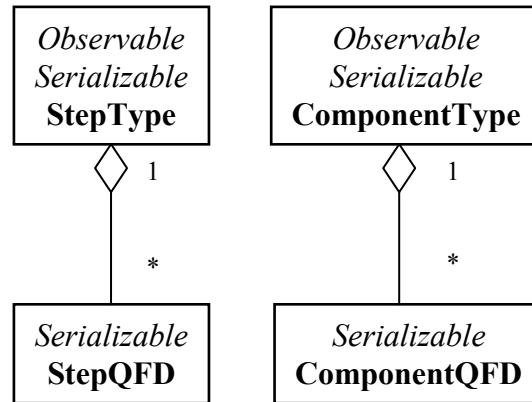 Observable
Serializable
StepType
1
*
Serializable
StepQFD
Observable
Serializable
ComponentType
1
*
Serializable
ComponentQFD